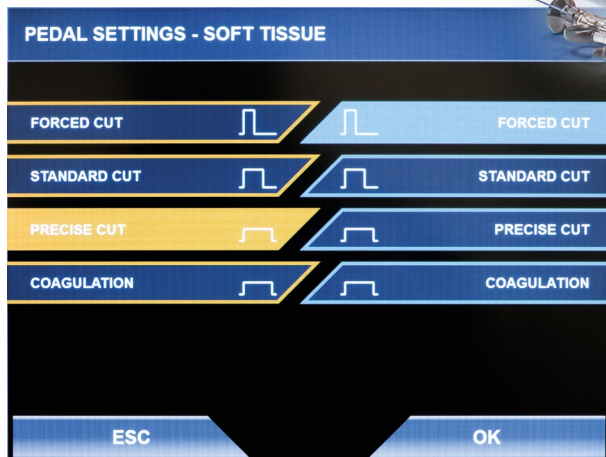 PEDAL SETTINGS - SOFT TISSUE
FORCED CUT
FORCED CUT
STANDARD CUT
STANDARD CUT
PRECISE CUT
PRECISE CUT
COAGULATION
COAGULATION
ESC
OK